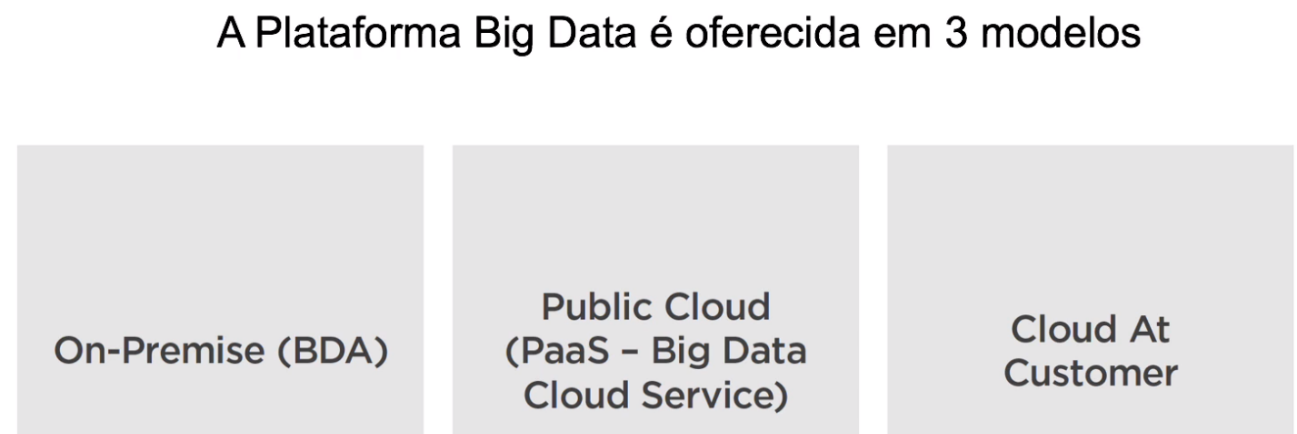 A Plataforma Big Data é oferecida em 3 modelos
On-Premise (BDA)
Public Cloud
(PaaS – Big Data
Cloud Service)
Cloud At
Customer